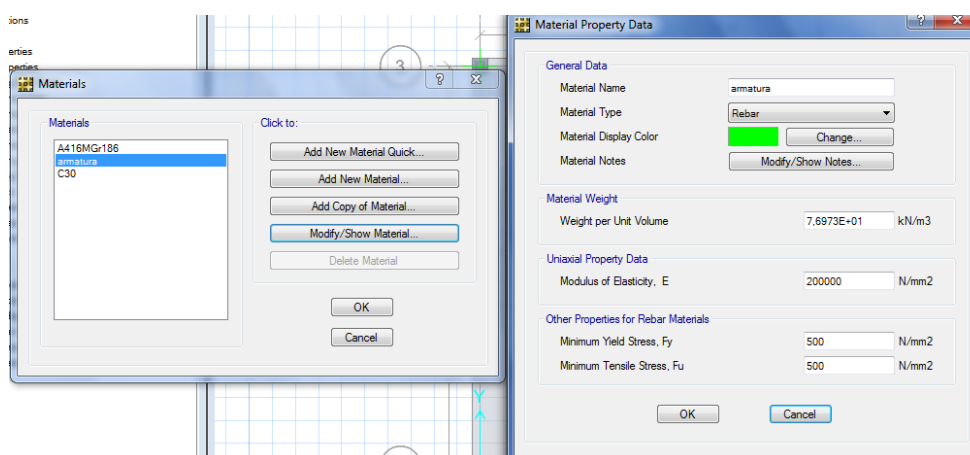 ions
erties
perties
3
Materials
Materials
A416MGr186
armatura
C30
Click to:
Add New Material Quick...
Add New Material...
Add Copy of Material...
Modify/Show Material...
Delete Material
OK
Cancel
Y
Material Property Data
General Data
Material Name armatura
Material Type Rebar
Material Display Color Change...
Material Notes Modify/Show Notes...
Material Weight
Weight per Unit Volume 7,6973E+01 kN/m3
Uniaxial Property Data
Modulus of Elasticity, E 200000 N/mm2
Other Properties for Rebar Materials
Minimum Yield Stress, Fy 500 N/mm2
Minimum Tensile Stress, Fu 500 N/mm2
OK Cancel